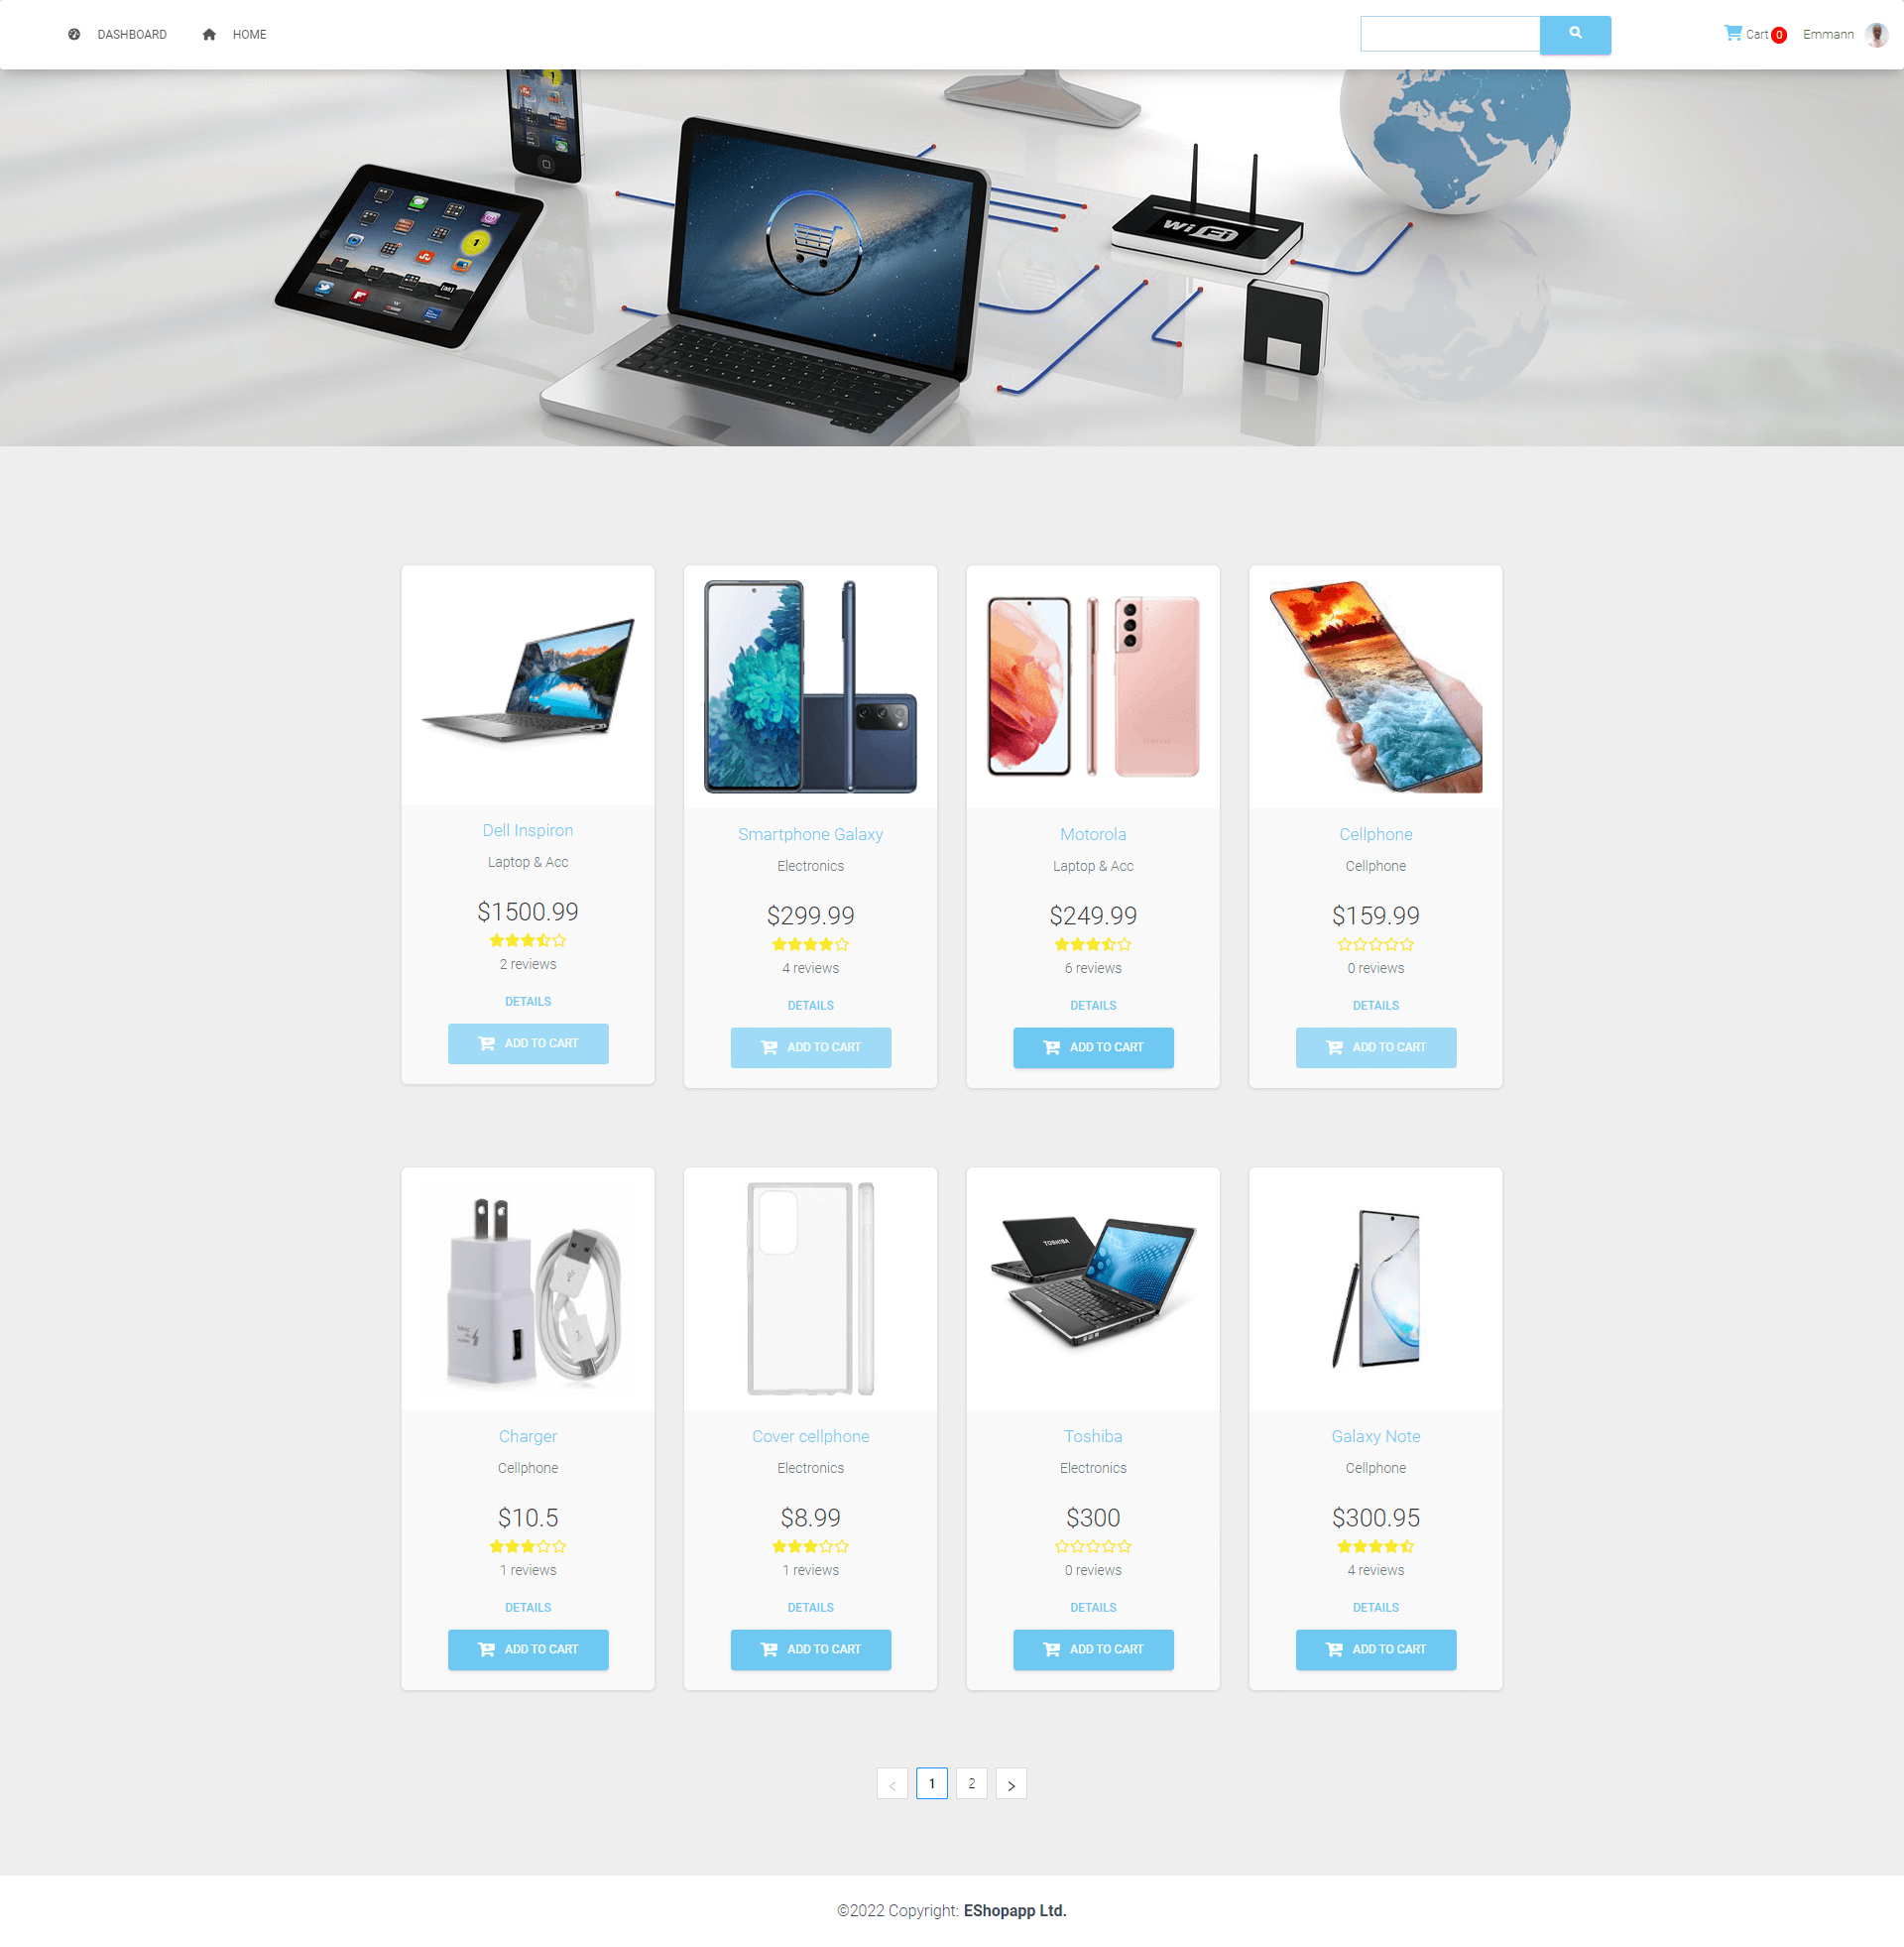 DASHBOARD HOME Cart 0 Emmann
1
1
Wi Fi
Dell Inspiron
Laptop & Acc
$1500.99
2 reviews
DETAILS
ADD TO CART
Smartphone Galaxy
Electronics
$299.99
4 reviews
DETAILS
ADD TO CART
SAMSUNG
Motorola
Laptop & Acc
$249.99
6 reviews
DETAILS
ADD TO CART
Cellphone
Cellphone
$159.99
0 reviews
DETAILS
ADD TO CART
Charger
Cellphone
$10.5
1 reviews
DETAILS
ADD TO CART
Cover cellphone
Electronics
$8.99
1 reviews
DETAILS
ADD TO CART
TOSHIBA
Toshiba
Electronics
$300
0 reviews
DETAILS
ADD TO CART
Galaxy Note
Cellphone
$300.95
4 reviews
DETAILS
ADD TO CART
< 1 2 >
©2022 Copyright: EShopapp Ltd.